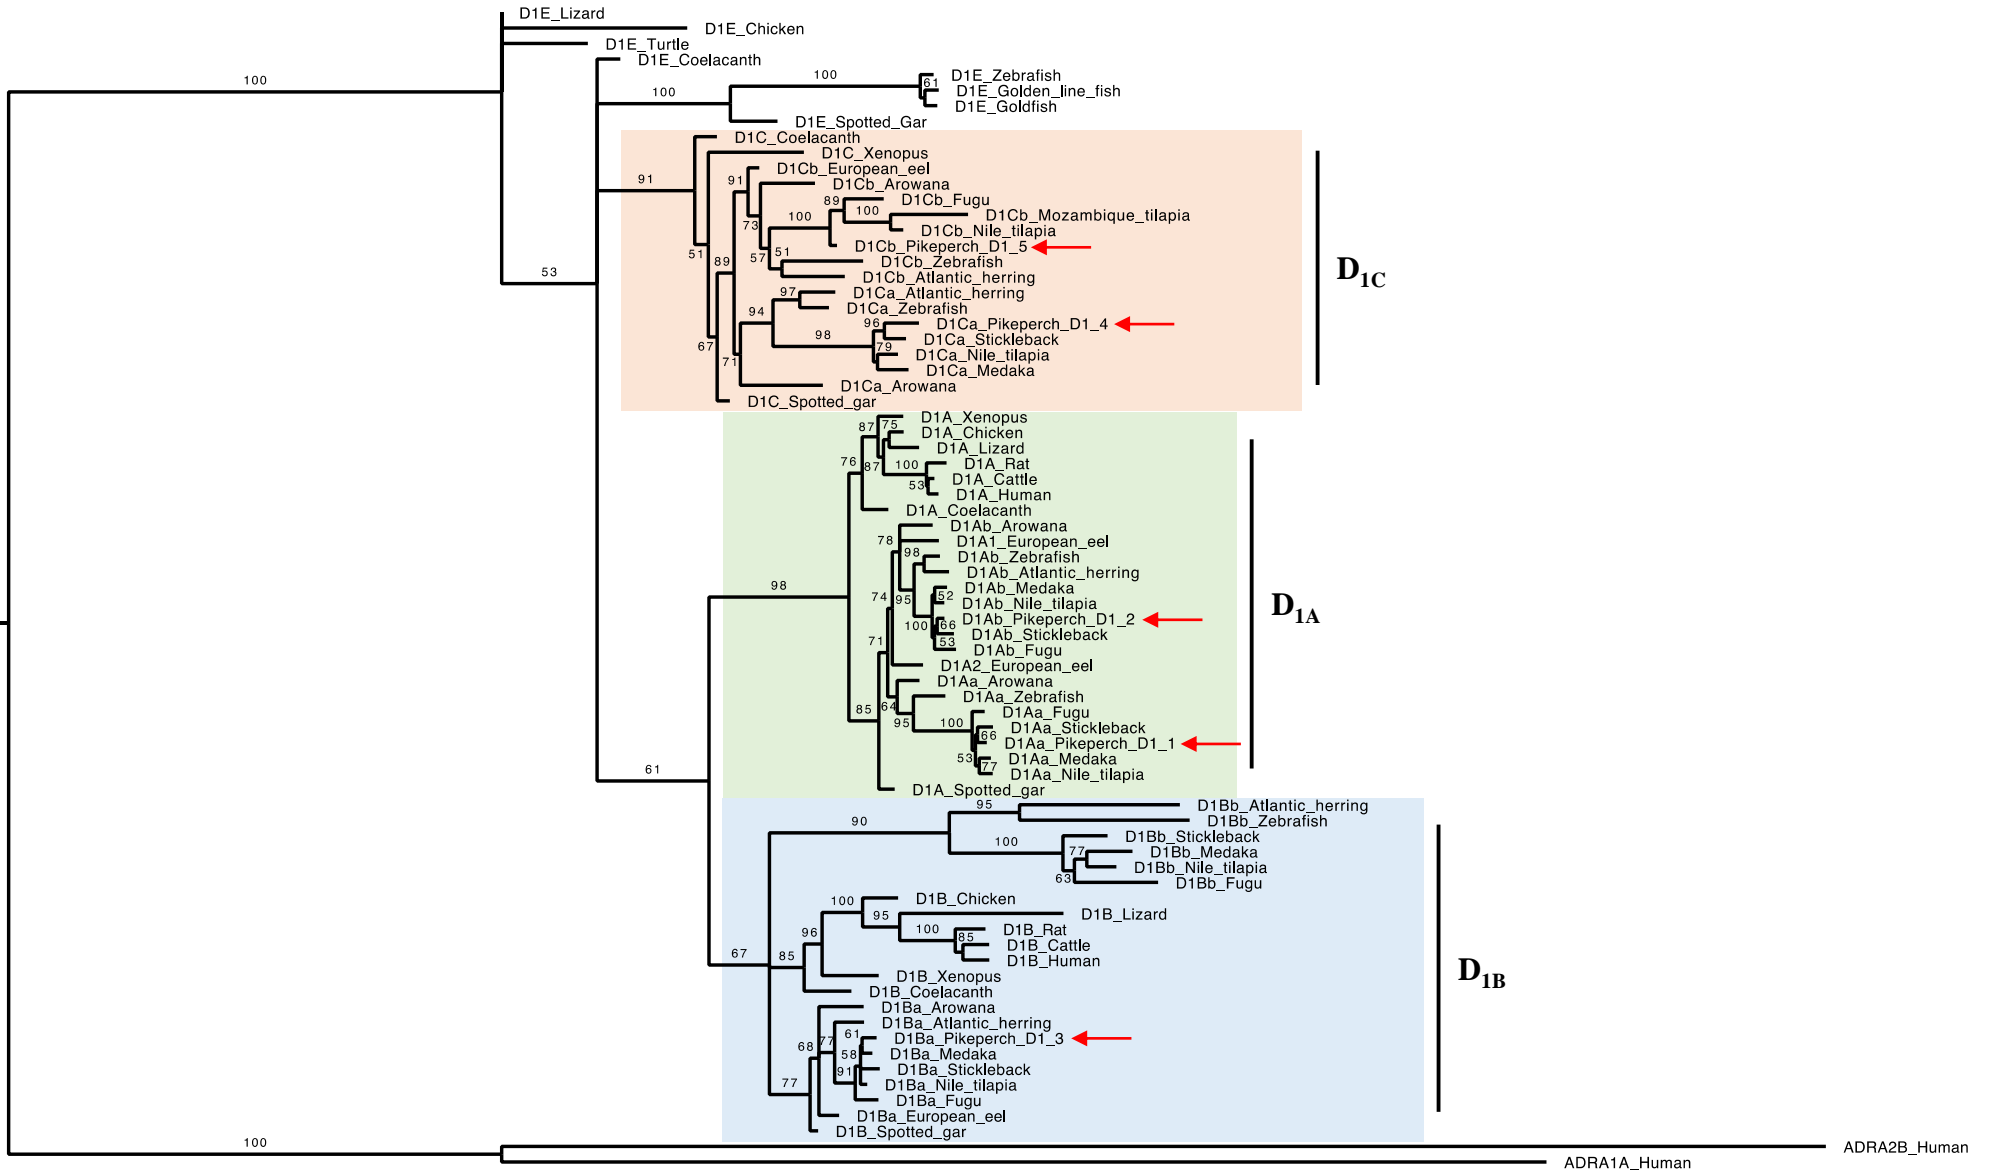 D1E_Lizard
D1E_Chicken
D1E_Turtle
D1E_Coelacanth
100
100
D1E_Zebrafish
61
D1E_Golden_line_fish
100
D1E_Goldfish
D1E_Spotted_Gar
D1C_Coelacanth
D1C_Xenopus
D1Cb_European_eel
91
91
D1Cb_Arowana
89
D1Cb_Fugu
100
D1Cb_Mozambique_tilapia
100
73
D1Cb_Nile_tilapia
D1Cb_Pikeperch_D1_5
51
57
51
D1Cb_Zebrafish
89
53
D1Cb_Atlantic_herring
D1C
97
D1Ca_Atlantic_herring
D1Ca_Zebrafish
94
96
D1Ca_Pikeperch_D1_4
98
D1Ca_Stickleback
67
79
D1Ca_Nile_tilapia
71
D1Ca_Medaka
D1Ca_Arowana
D1C_Spotted_gar
D1A_Xenopus
87
75
D1A_Chicken
D1A_Lizard
76
87
100
D1A_Rat
D1A_Cattle
53
D1A_Human
D1A_Coelacanth
D1Ab_Arowana
78
D1A1_European_eel
98
D1Ab_Zebrafish
D1Ab_Atlantic_herring
98
D1Ab_Medaka
74
95
52
D1Ab_Nile_tilapia
D1A
D1Ab_Pikeperch_D1_2
100
66
D1Ab_Stickleback
71
53
D1Ab_Fugu
D1A2_European_eel
D1Aa_Arowana
D1Aa_Zebrafish
85
64
D1Aa_Fugu
95
100
D1Aa_Stickleback
66
D1Aa_Pikeperch_D1_1
53
D1Aa_Medaka
61
77
D1Aa_Nile_tilapia
D1A_Spotted_gar
95
D1Bb_Atlantic_herring
90
D1Bb_Zebrafish
100
D1Bb_Stickleback
77
D1Bb_Medaka
D1Bb_Nile_tilapia
63
D1Bb_Fugu
100
D1B_Chicken
95
D1B_Lizard
96
100
D1B_Rat
85
D1B_Cattle
67
85
D1B_Human
D1B
D1B_Xenopus
D1B_Coelacanth
D1Ba_Arowana
D1Ba_Atlantic_herring
61
D1Ba_Pikeperch_D1_3
68
77
58
D1Ba_Medaka
91
D1Ba_Stickleback
77
D1Ba_Nile_tilapia
D1Ba_Fugu
D1Ba_European_eel
D1B_Spotted_gar
100
ADRA2B_Human
ADRA1A_Human